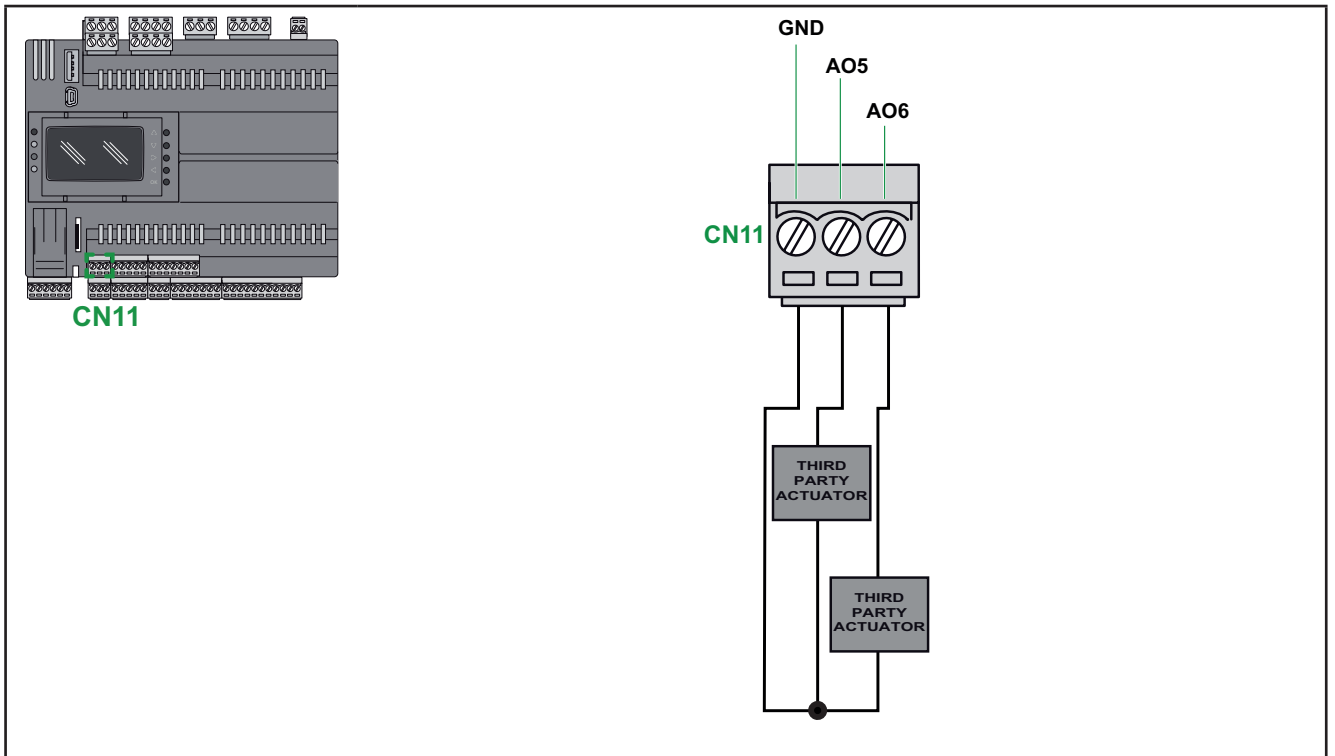 CN11
GND
AO5
AO6
CN11
THIRD
PARTY
ACTUATOR
THIRD
PARTY
ACTUATOR